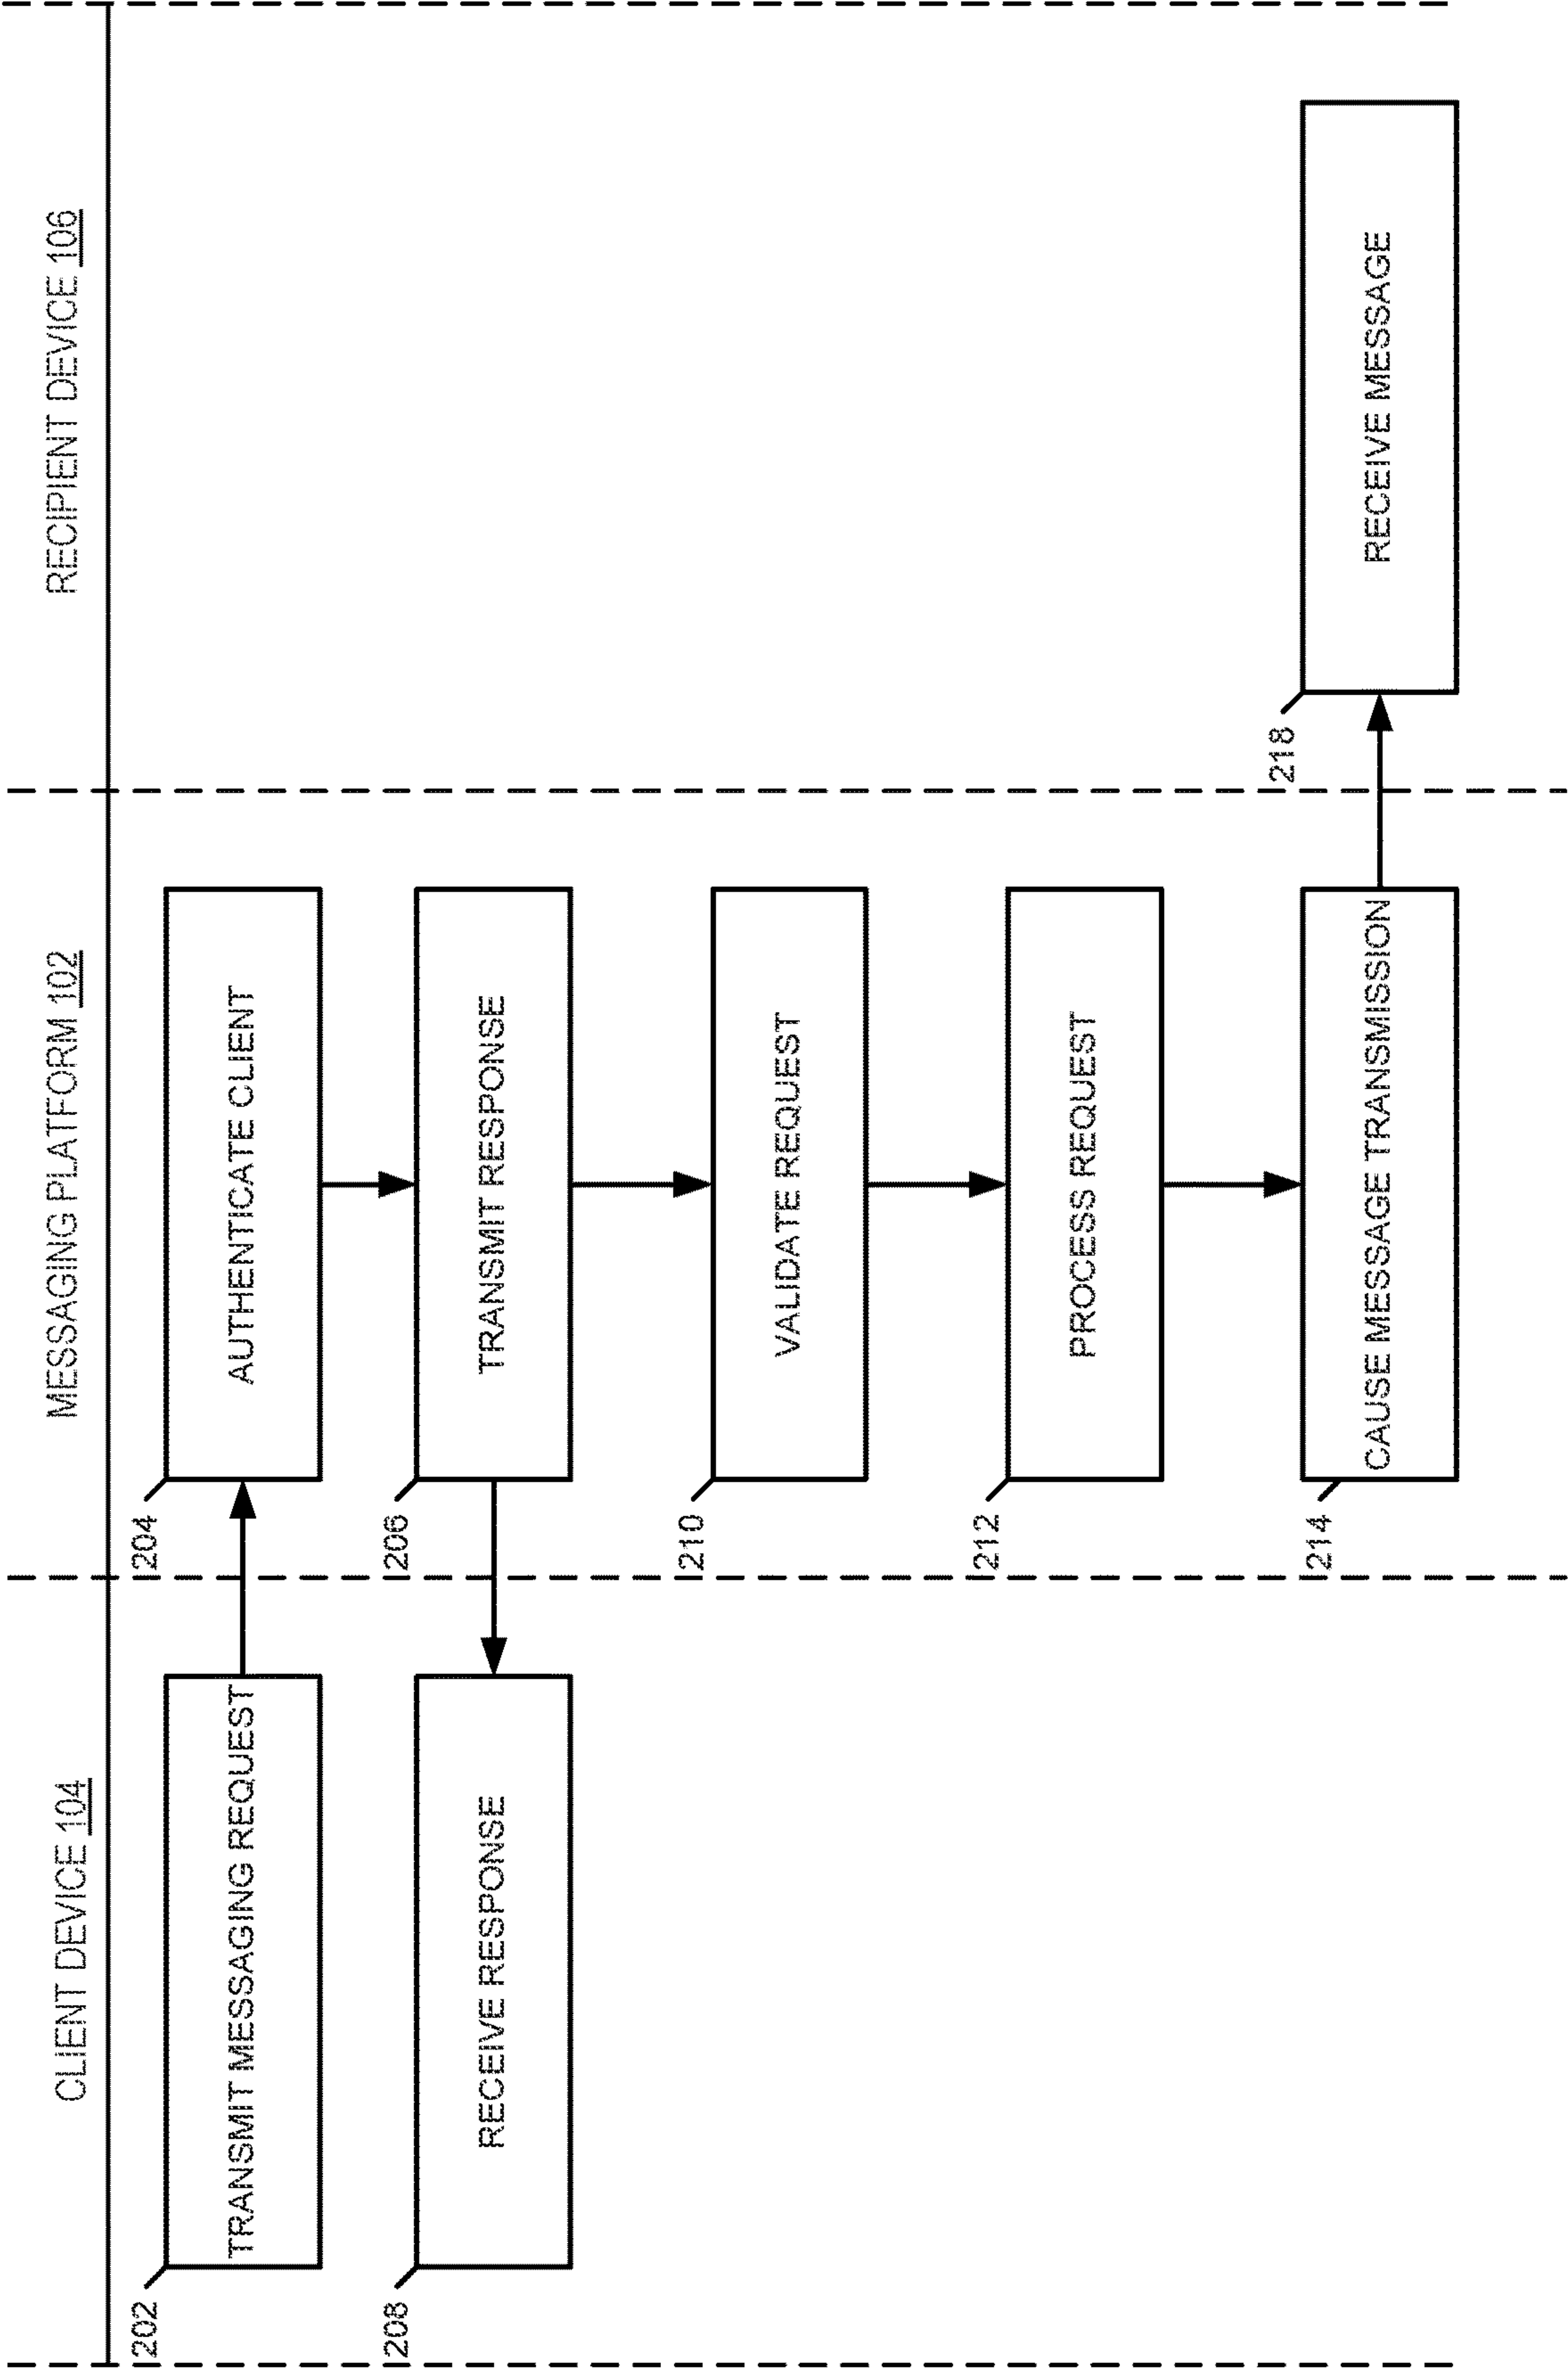 CLIENT DEVICE 104
MESSAGING PLATFORM 102
RECIPIENT DEVICE 106
202
TRANSMIT MESSAGING REQUEST
204
AUTHENTICATE CLIENT
208
RECEIVE RESPONSE
206
TRANSMIT RESPONSE
210
VALIDATE REQUEST
212
PROCESS REQUEST
214
CAUSE MESSAGE TRANSMISSION
218
RECEIVE MESSAGE